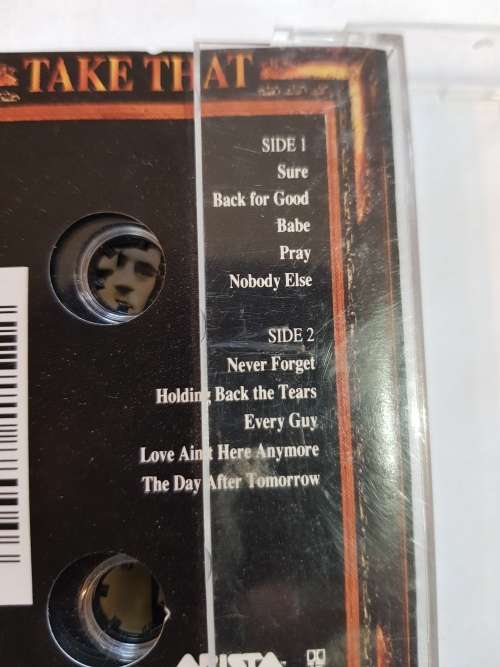 TAKE THAT
SIDE 1
Sure
Back for Good
Babe
Pray
Nobody Else
SIDE 2
Never Forget
Holding Back the Tears
Every Guy
Love Ain't Here Anymore
The Day After Tomorrow
ARISTA